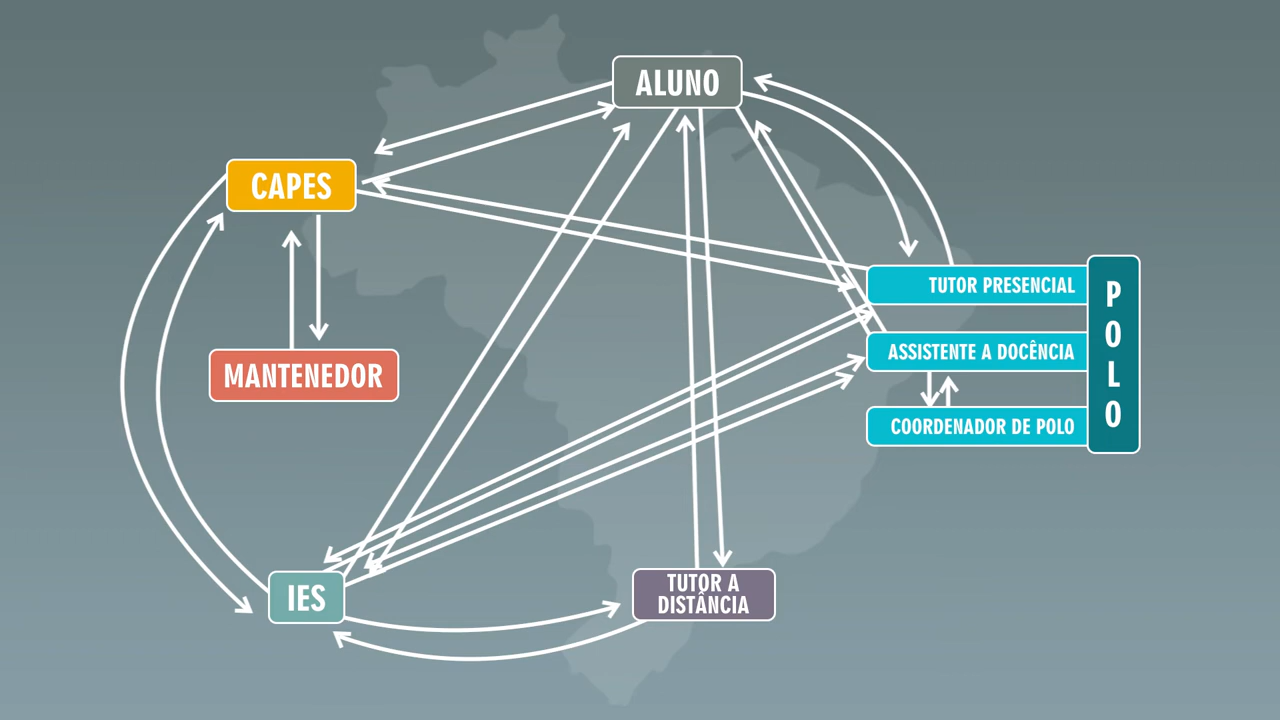 ALUNO
CAPES
TUTOR PRESENCIAL
ASSISTENTE A DOCÊNCIA
COORDENADOR DE POLO
POLO
MANTENEDOR
IES
TUTOR A
DISTÂNCIA